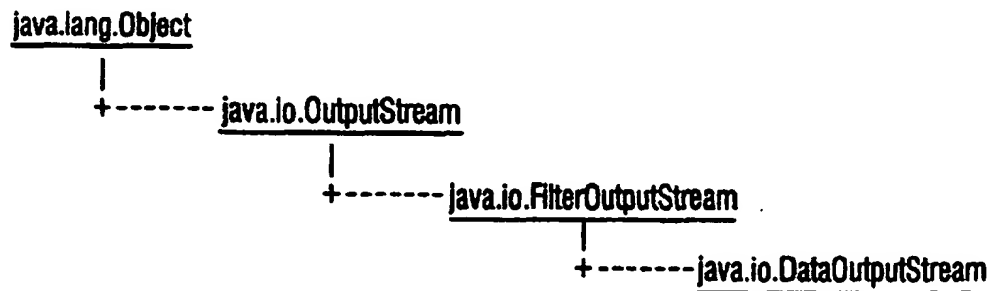 java.lang.Object
|
+------- java.io.OutputStream
|
+------- java.io.FilterOutputStream
|
+-------java.io.DataOutputStream